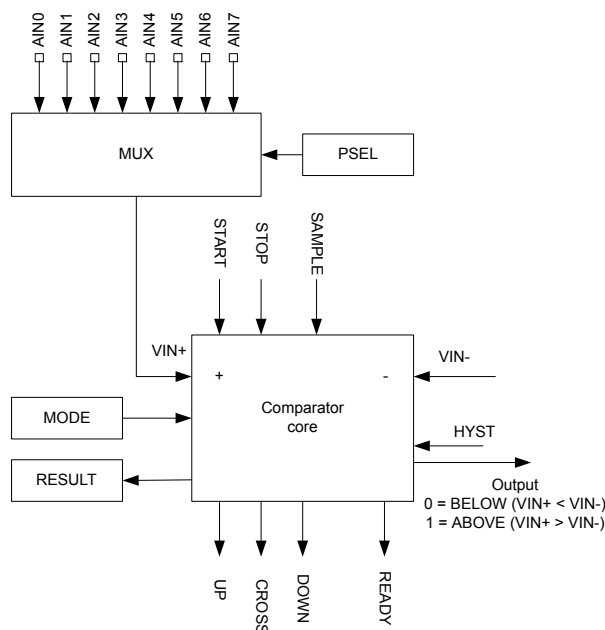 AIN0
AIN1
AIN2
AIN3
AIN4
AIN5
AIN6
AIN7
MUX
PSEL
START
STOP
SAMPLE
VIN+
VIN-
+
-
Comparator
core
MODE
HYST
RESULT
Output
0 = BELOW (VIN+ < VIN-)
1 = ABOVE (VIN+ > VIN-)
UP
CROSS
DOWN
READY